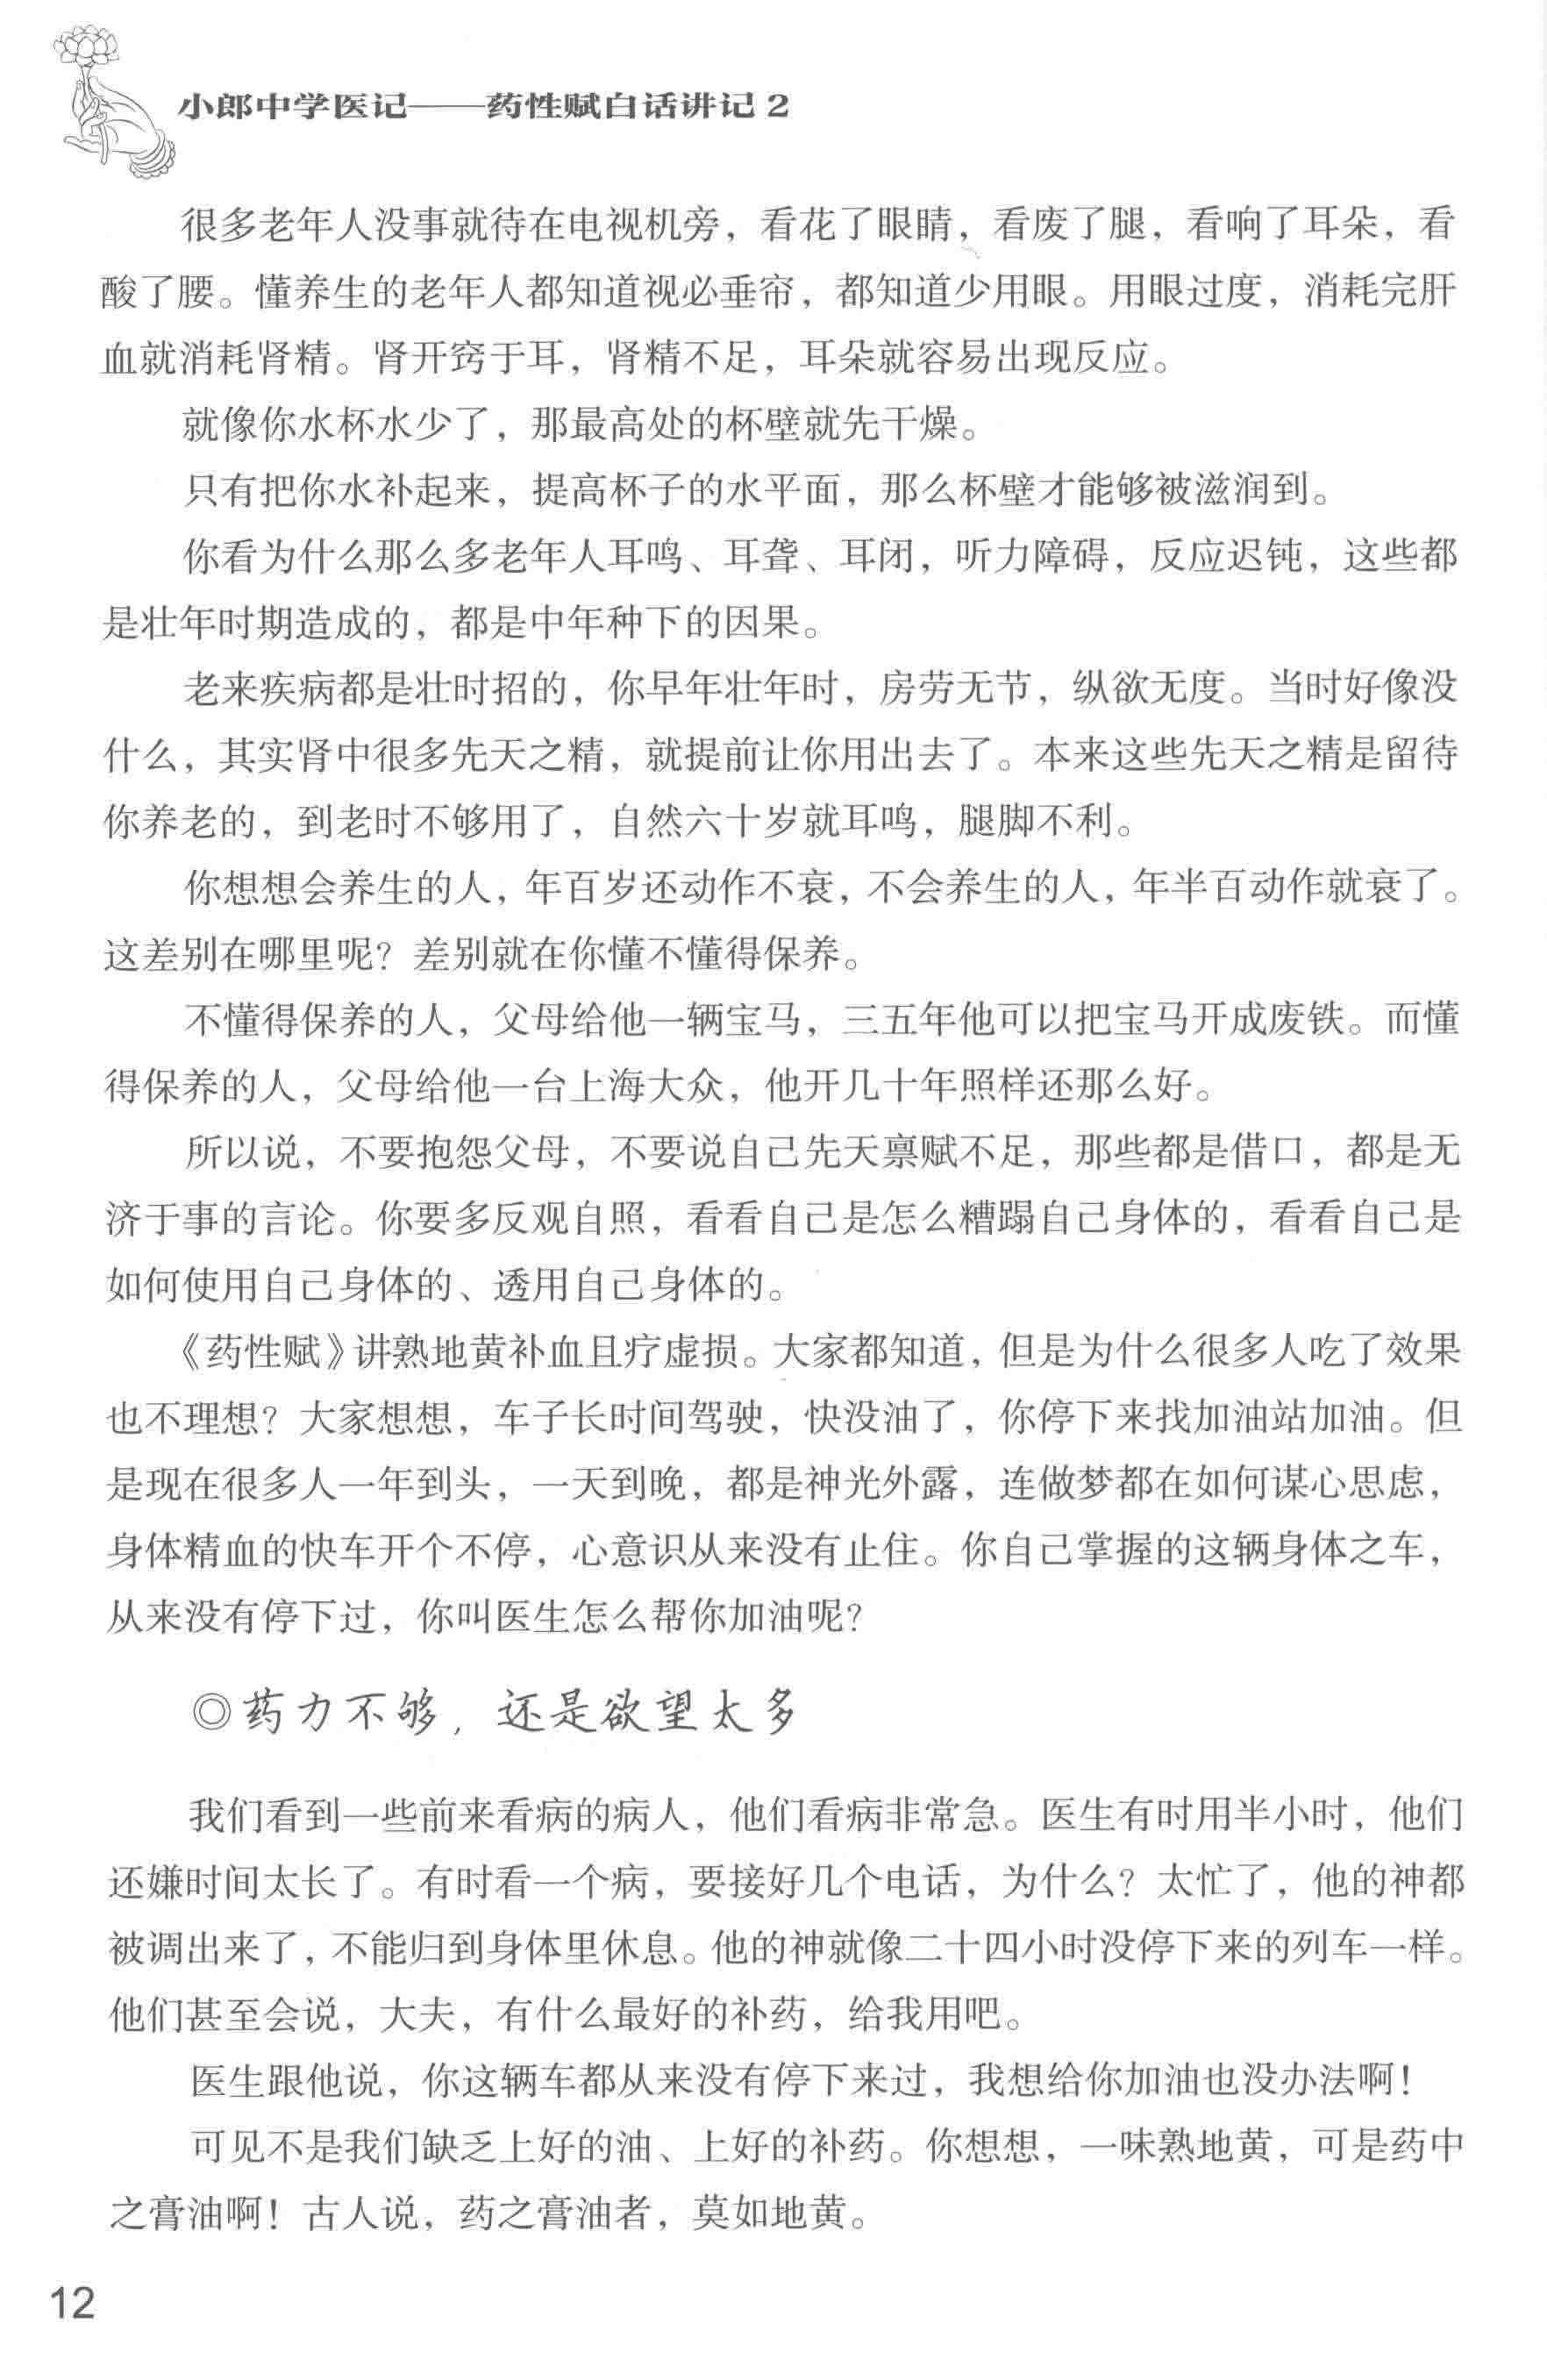 小郎中学医记——药性赋白话讲记 2
很多老年人没事就待在电视机旁，看花了眼睛，看废了腿，看响了耳朵，看
酸了腰。懂养生的老年人都知道视必垂帘，都知道少用眼。用眼过度，消耗完肝
血就消耗肾精。肾开窍于耳，肾精不足，耳朵就容易出现反应。
就像你水杯水少了，那最高处的杯壁就先干燥。
只有把你水补起来，提高杯子的水平面，那么杯壁才能够被滋润到。
你看为什么那么多老年人耳鸣、耳聋、耳闭，听力障碍，反应迟钝，这些都
是壮年时期造成的，都是中年种下的因果。
老来疾病都是壮时招的，你早年壮年时，房劳无节，纵欲无度。当时好像没
什么，其实肾中很多先天之精，就提前让你用出去了。本来这些先天之精是留待
你养老的，到老时不够用了，自然六十岁就耳鸣，腿脚不利。
你想想会养生的人，年百岁还动作不衰，不会养生的人，年半百动作就衰了。
这差别在哪里呢？差别就在你懂不懂得保养。
不懂得保养的人，父母给他一辆宝马，三五年他可以把宝马开成废铁。而懂
得保养的人，父母给他一台上海大众，他开几十年照样还那么好。
所以说，不要抱怨父母，不要说自己先天禀赋不足，那些都是借口，都是无
济于事的言论。你要多反观自照，看看自己是怎么糟蹋自己身体的，看看自己是
如何使用自己身体的、透用自己身体的。
《药性赋》讲熟地黄补血且疗虚损。大家都知道，但是为什么很多人吃了效果
也不理想？大家想想，车子长时间驾驶，快没油了，你停下来找加油站加油。但
是现在很多人一年到头，一天到晚，都是神光外露，连做梦都在如何谋心思虑，
身体精血的快车开个不停，心意识从来没有止住。你自己掌握的这辆身体之车，
从来没有停下过，你叫医生怎么帮你加油呢？
◎药力不够，还是欲望太多
我们看到一些前来看病的病人，他们看病非常急。医生有时用半小时，他们
还嫌时间太长了。有时看一个病，要接好几个电话，为什么？太忙了，他的神都
被调出来了，不能归到身体里休息。他的神就像二十四小时没停下来的列车一样。
他们甚至会说，大夫，有什么最好的补药，给我用吧。
医生跟他说，你这辆车都从来没有停下来过，我想给你加油也没办法啊！
可见不是我们缺乏上好的油、上好的补药。你想想，一味熟地黄，可是药中
之膏油啊！古人说，药之膏油者，莫如地黄。
12